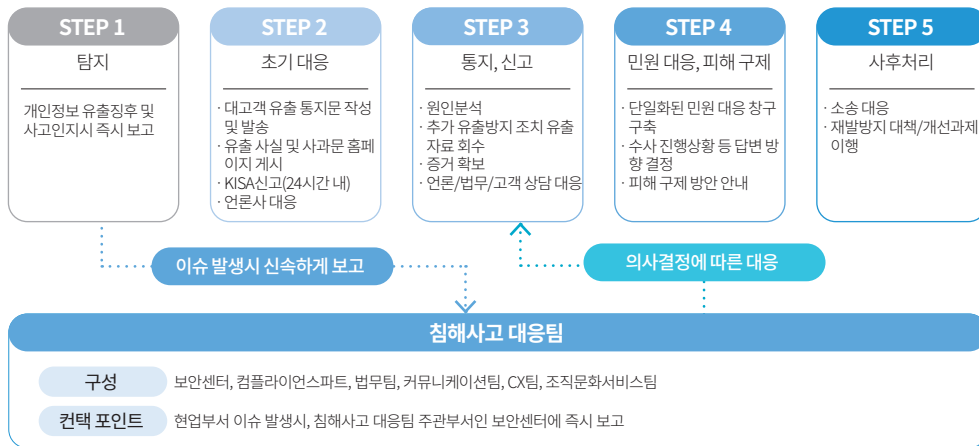 STEP 1
탐지
개인정보 유출징후 및
사고인지시 즉시 보고
STEP 2
초기 대응
· 대고객 유출 통지문 작성
및 발송
· 유출 사실 및 사과문 홈페
이지 게시
· KISA신고(24시간 내)
· 언론사 대응
STEP 3
통지, 신고
· 원인분석
· 추가 유출방지 조치 유출
자료 회수
· 증거 확보
· 언론/법무/고객 상담 대응
STEP 4
민원 대응, 피해 구제
· 단일화된 민원 대응 창구
구축
· 수사 진행상황 등 답변 방
향 결정
· 피해 구제 방안 안내
STEP 5
사후처리
· 소송 대응
· 재발방지 대책/개선과제
이행
이슈 발생시 신속하게 보고
의사결정에 따른 대응
침해사고 대응팀
구성
보안센터, 컴플라이언스파트, 법무팀, 커뮤니케이션팀, CX팀, 조직문화서비스팀
컨택 포인트
현업부서 이슈 발생시, 침해사고 대응팀 주관부서인 보안센터에 즉시 보고